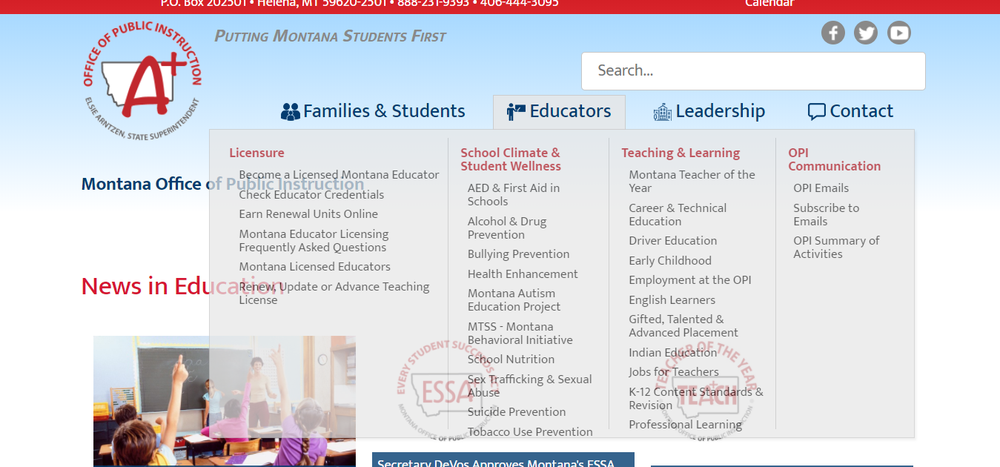 P.O. Box 202501 • Helena, MT 59620-2501 • 888-231-9393 • 406-444-3095
Calendar
OFFICE OF PUBLIC INSTRUCTION
A+
ELSIE ARNTZEN, STATE SUPERINTENDENT
PUTTING MONTANA STUDENTS FIRST
Search...
Families & Students
Educators
Leadership
Contact
Montana Office of Public Instruction
News in Education
Licensure
Become a Licensed Montana Educator
Check Educator Credentials
Earn Renewal Units Online
Montana Educator Licensing
Frequently Asked Questions
Montana Licensed Educators
Renew, Update or Advance Teaching
License
School Climate &
Student Wellness
AED & First Aid in
Schools
Alcohol & Drug
Prevention
Bullying Prevention
Health Enhancement
Montana Autism
Education Project
MTSS - Montana
Behavioral Initiative
School Nutrition
Sex Trafficking & Sexual
Abuse
Suicide Prevention
Tobacco Use Prevention
Teaching & Learning
Montana Teacher of the
Year
Career & Technical
Education
Driver Education
Early Childhood
Employment at the OPI
English Learners
Gifted, Talented &
Advanced Placement
Indian Education
Jobs for Teachers
K-12 Content Standards &
Revision
Professional Learning
OPI
Communication
OPI Emails
Subscribe to
Emails
OPI Summary of
Activities
EVERY STUDENT SUCCEEDS ACT
ESSA
MONTANA OFFICE OF PUBLIC
TEACHER OF THE YEAR
TEACH
OFFICE OF PUBLIC
Secretary DeVos Approves Montana's ESSA